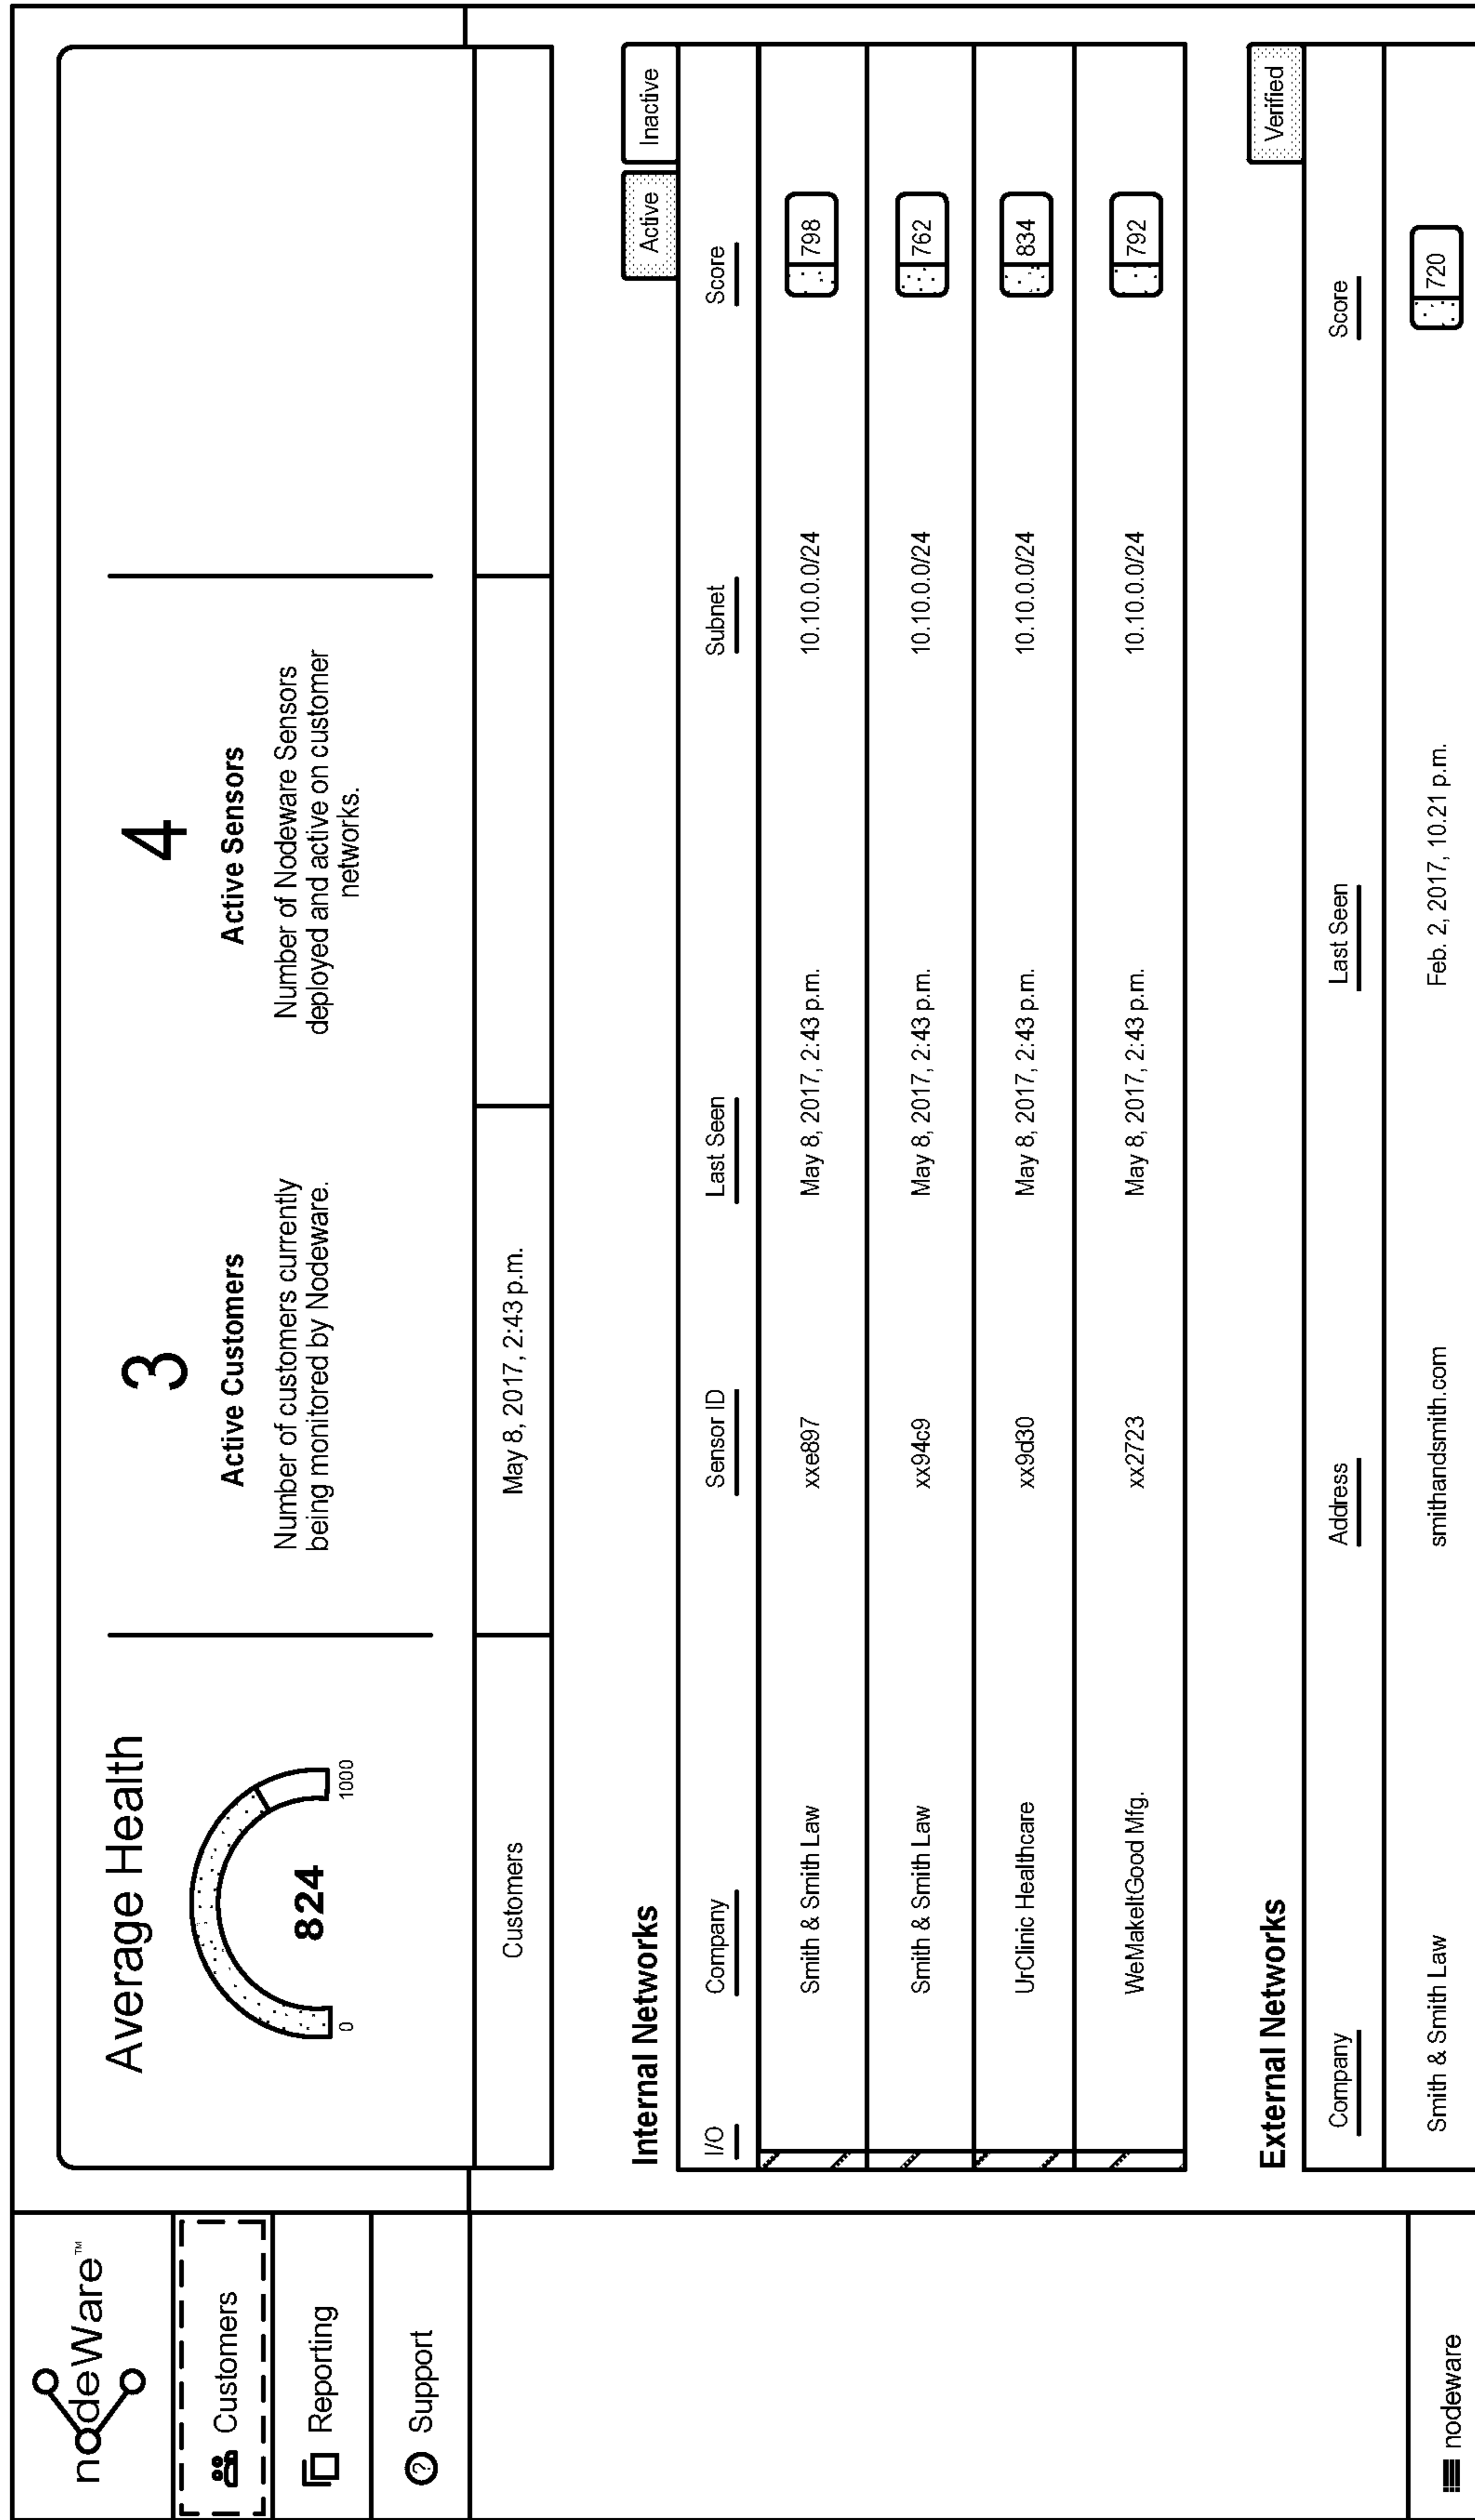 nodeWare™
Customers
Reporting
Support
nodeware
Average Health
824
0
1000
3
Active Customers
Number of customers currently
being monitored by Nodeware.
4
Active Sensors
Number of Nodeware Sensors
deployed and active on customer
networks.
Customers
May 8, 2017, 2:43 p.m.
Internal Networks
Active
Inactive
I/O Company Sensor ID Last Seen Subnet Score
Smith & Smith Law xxe897 May 8, 2017, 2:43 p.m. 10.10.0.0/24 798
Smith & Smith Law xx94c9 May 8, 2017, 2:43 p.m. 10.10.0.0/24 762
UrClinic Healthcare xx9d30 May 8, 2017, 2:43 p.m. 10.10.0.0/24 834
WeMakeItGood Mfg. xx2723 May 8, 2017, 2:43 p.m. 10.10.0.0/24 792
External Networks
Verified
Company Address Last Seen Score
Smith & Smith Law smithandsmith.com Feb. 2, 2017, 10.21 p.m. 720